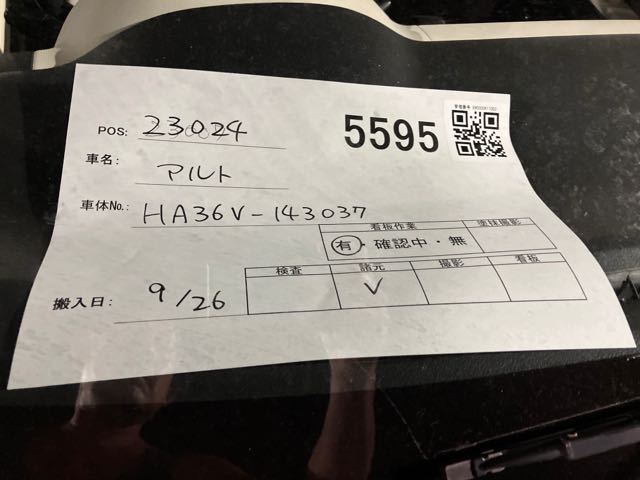 POS: 23024
5595
車名: アルト
車体No.: HA36V-143037
看板作業 塗抹撮影
有・確認中・無
検査 諸元 撮影 看板
搬入日: 9/26 V